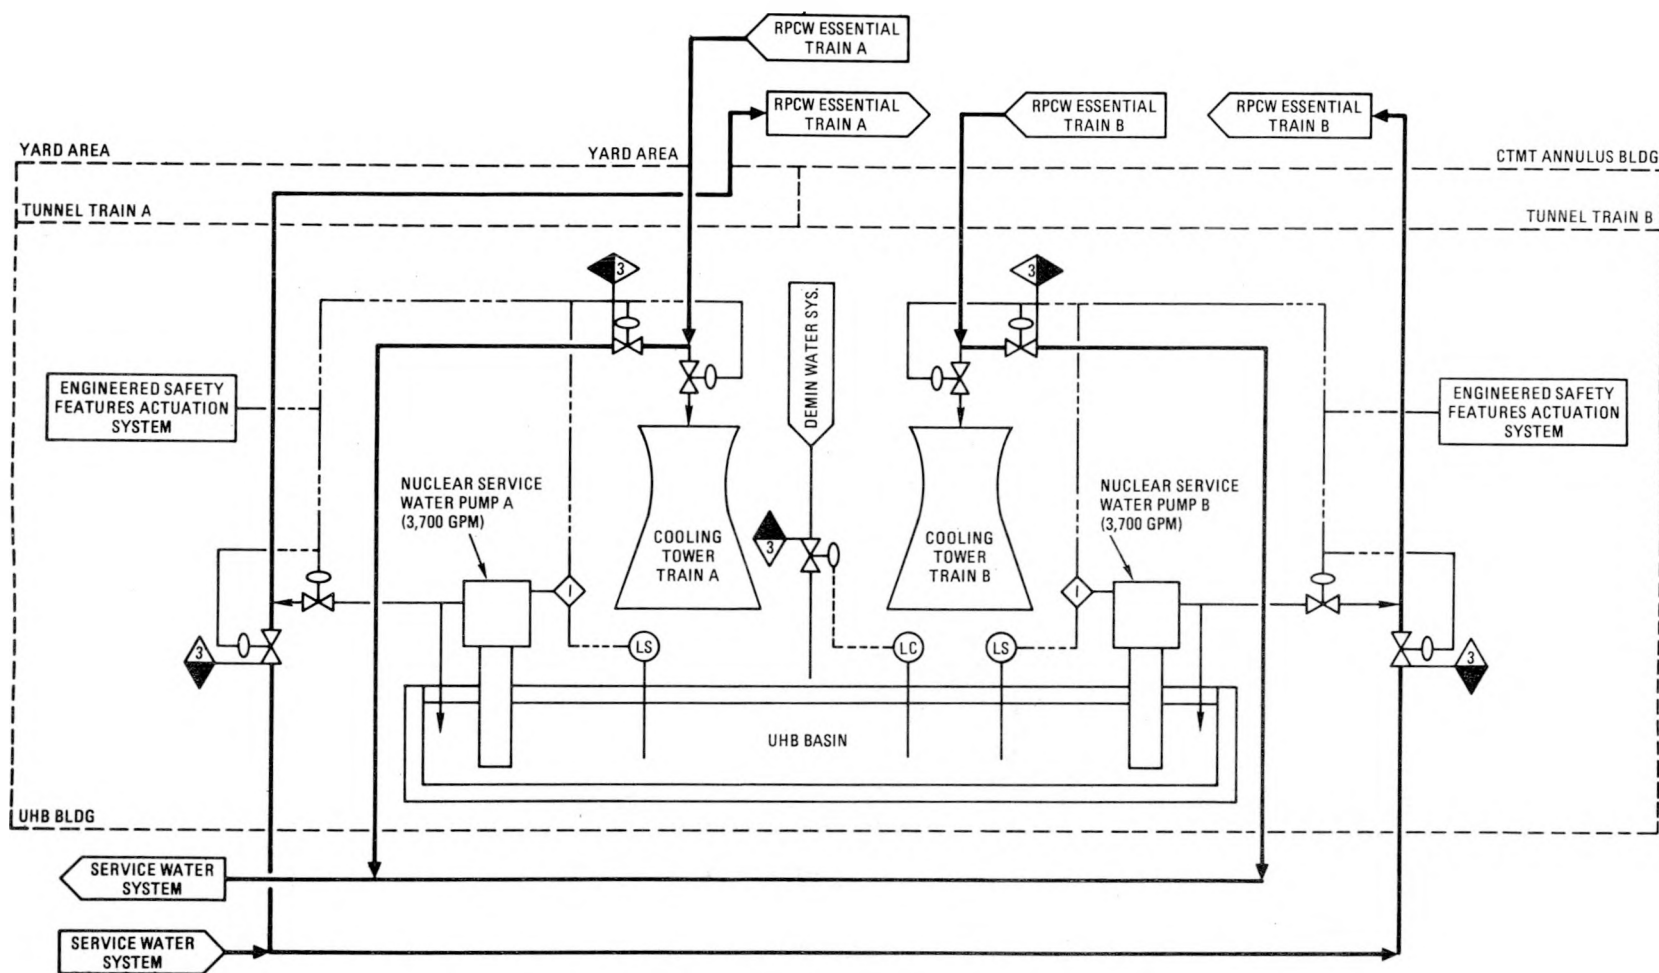 RPCW ESSENTIAL
TRAIN A
RPCW ESSENTIAL
TRAIN A
RPCW ESSENTIAL
TRAIN B
RPCW ESSENTIAL
TRAIN B
YARD AREA
YARD AREA
CTMT ANNULUS BLDG
TUNNEL TRAIN A
TUNNEL TRAIN B
3
3
DEMIN WATER SYS.
ENGINEERED SAFETY
FEATURES ACTUATION
SYSTEM
ENGINEERED SAFETY
FEATURES ACTUATION
SYSTEM
NUCLEAR SERVICE
WATER PUMP A
(3,700 GPM)
NUCLEAR SERVICE
WATER PUMP B
(3,700 GPM)
COOLING
TOWER
TRAIN A
3
COOLING
TOWER
TRAIN B
I
I
LS
LC
LS
3
3
UHB BASIN
UHB BLDG
SERVICE WATER
SYSTEM
SERVICE WATER
SYSTEM